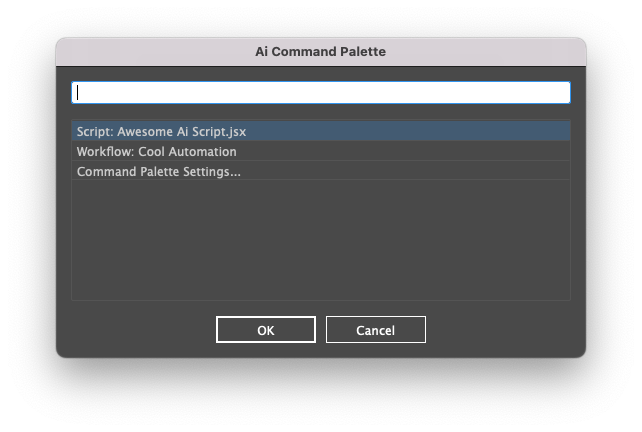 Ai Command Palette
Script: Awesome Ai Script.jsx
Workflow: Cool Automation
Command Palette Settings...
OK
Cancel